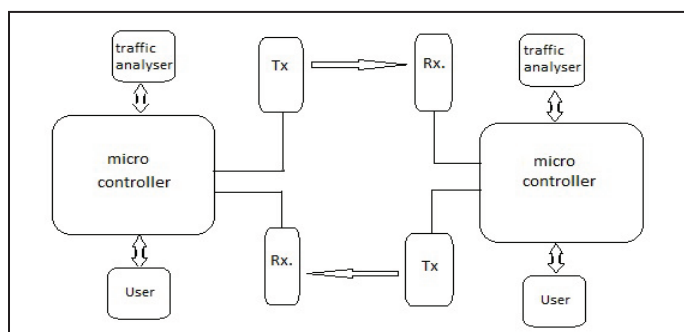 traffic
analyser
Tx
Rx.
traffic
analyser
micro
controller
micro
controller
Rx.
Tx
User
User